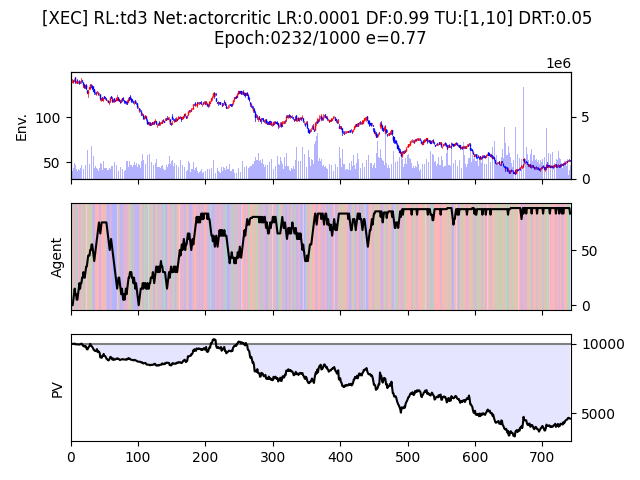 [XEC] RL:td3 Net:actorcritic LR:0.0001 DF:0.99 TU:[1,10] DRT:0.05
Epoch:0232/1000 e=0.77
1e6
Env.
100
50
5
0
Agent
50
0
PV
10000
5000
0 100 200 300 400 500 600 700